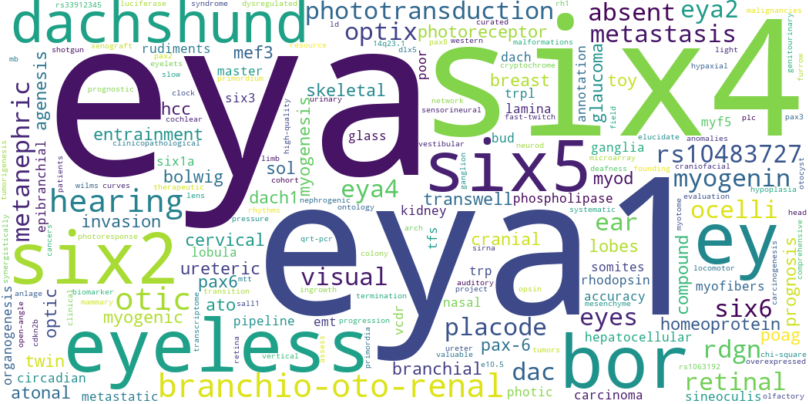 rs33912345 luciferase syndrome dysregulated
dachshund phototransduction absent eya2
shotgun xenograft mef3 optix photoreceptor metastasis
pax2 curated malignancies
rudiments ld pax8 western malformations dlx5 rh1
eyelets primordium 14q23.1 dach light hypaxial genitourinary
mb slow master poor cryptochrome furrow
prognostic resource six3 skeletal breast toy
clock urinary network trpl annotation glaucoma field
agenesis hcc cochlear sensorineural lamina myf5 plc pax3
eya six4
metanephric entrainment high-quality glass bud fast-twitch elucidate anomalies
clinicopathological myogenesis vestibular neurod ganglia founding
epibranchial six1a sol limb six5 microarray rs10483727
tumorigenesis patients bolwig dach1 cohort ganglion myod deafness craniofacial otocyst
wilms curves lens eya4 transwell phospholipase myogenin hypoplasia
hearing therapeutic pressure nephrogenic kidney systematic evaluation
invasion rhythms ontology ear ocelli head
six2 cervical qrt-pcr arch tfs cranial lobes ey
synergistically cancers photoresponse lobula visual colony sirna eya1 somites compound myotome carcinogenesis comprehensive
ureteric trp rhodopsin locomotor prognosis
optic otic pax6 mtt auditory opsin myofibers
organogenesis anlage biomarker transition sall1 ingrowth project nasal accuracy mesenchyme six6
open-angle myogenic ato termination eyes
clinical mammary transcriptome emt progression vcdr placode homeoprotein poag
cdkn2b eyeless pipeline retina primordia pax-6 hepatocellular bor rdgn chi-square
twin assess vertical branchial ureter dac tumors rs1063192 overexpressed
circadian valuable photic retinal
atonal metastatic branchio-oto-renal e10.5 carcinoma sineoculis olfactory